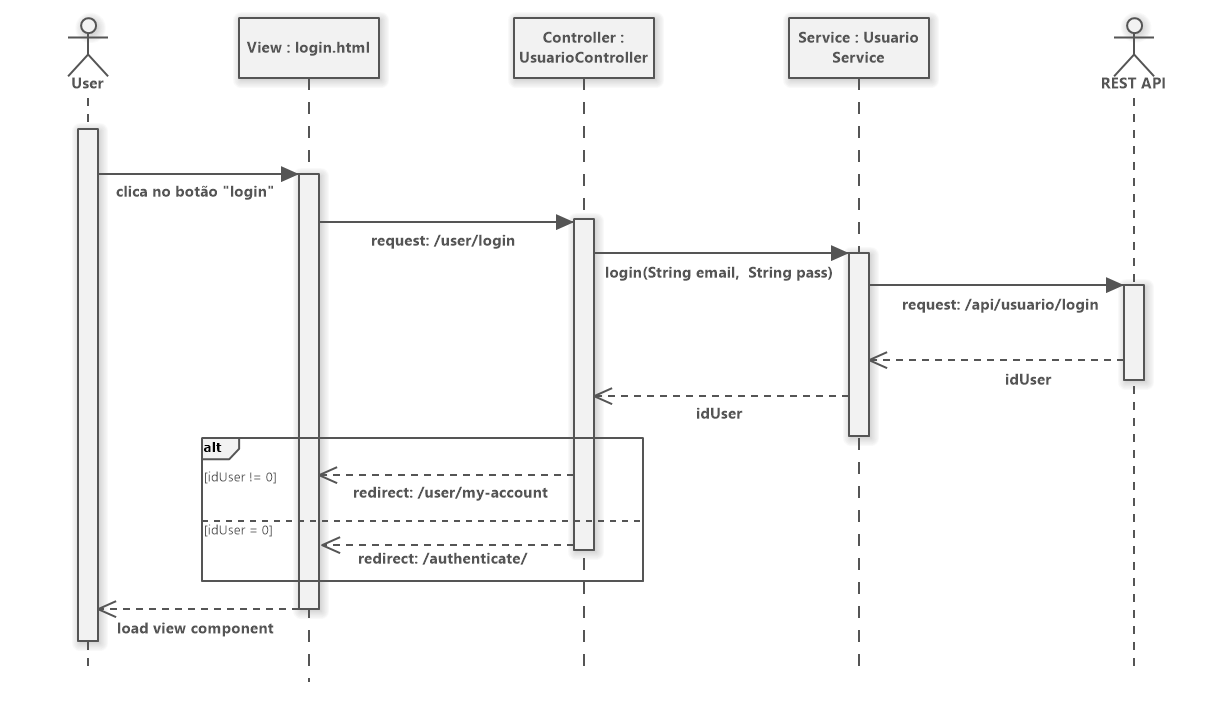 User
View : login.html
Controller :
UsuarioController
Service : Usuario
Service
REST API
clica no botão "login"
request: /user/login
login(String email,  String pass)
request: /api/usuario/login
idUser
idUser
alt
[idUser != 0]
redirect: /user/my-account
[idUser = 0]
redirect: /authenticate/
load view component